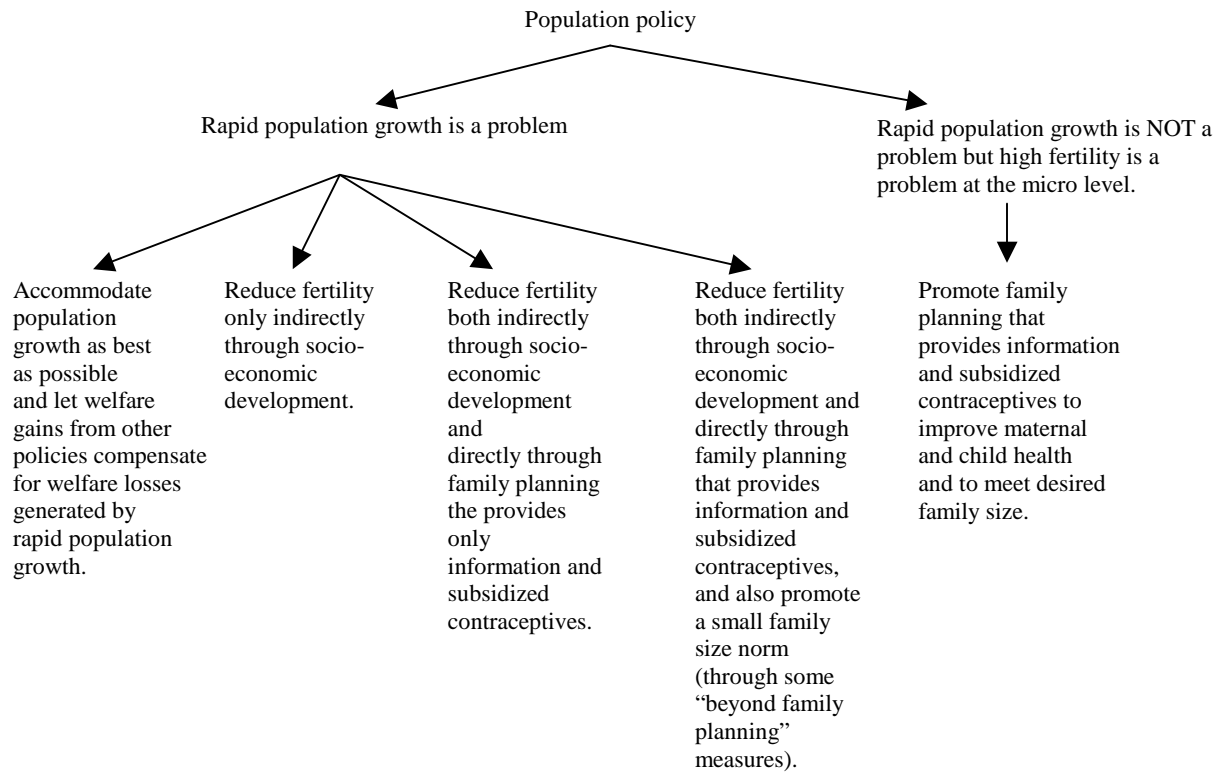 Population policy
Rapid population growth is a problem
Rapid population growth is NOT a
problem but high fertility is a
problem at the micro level.
Accommodate
population
growth as best
as possible
and let welfare
gains from other
policies compensate
for welfare losses
generated by
rapid population
growth.
Reduce fertility
only indirectly
through socio-
economic
development.
Reduce fertility
both indirectly
through socio-
economic
development
and
directly through
family planning
the provides
only
information and
subsidized
contraceptives.
Reduce fertility
both indirectly
through socio-
economic
development and
directly through
family planning
that provides
information and
subsidized
contraceptives,
and also promote
a small family
size norm
(through some
“beyond family
planning”
measures).
Promote family
planning that
provides information
and subsidized
contraceptives to
improve maternal
and child health
and to meet desired
family size.